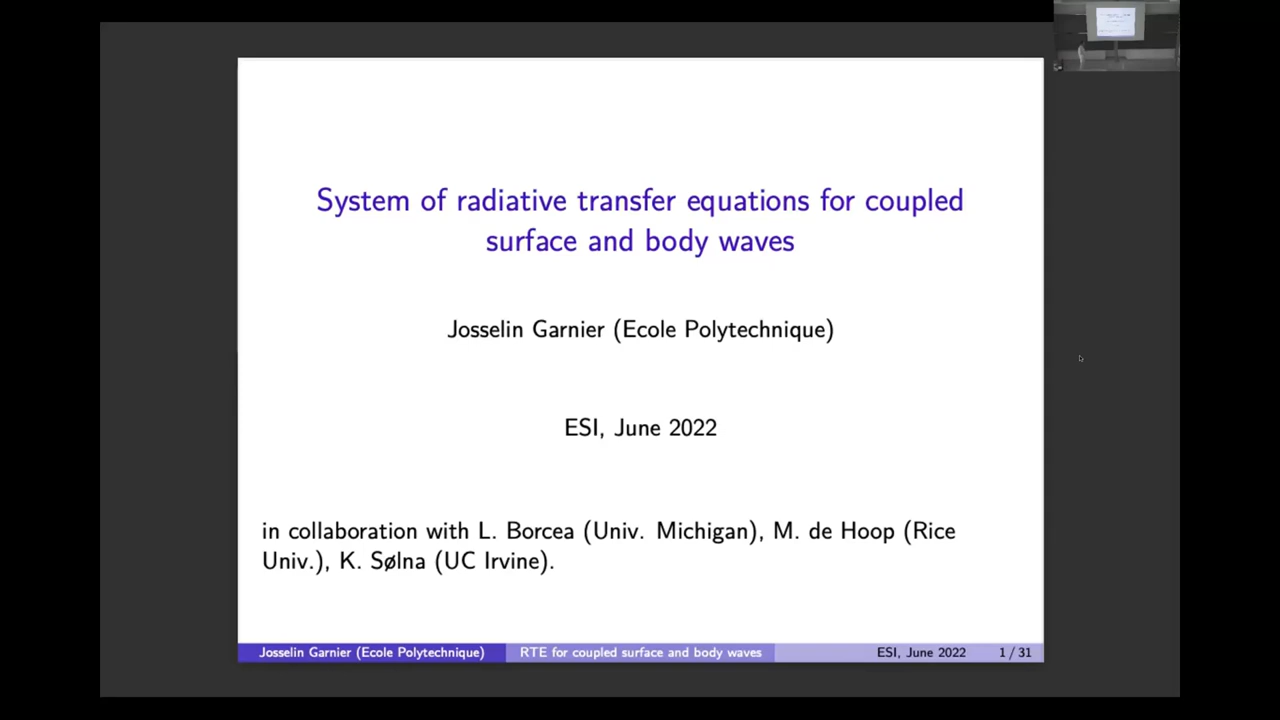 System of radiative transfer equations for coupled
surface and body waves
Josselin Garnier (Ecole Polytechnique)
ESI, June 2022
in collaboration with L. Borcea (Univ. Michigan), M. de Hoop (Rice
Univ.), K. Sølna (UC Irvine).
Josselin Garnier (Ecole Polytechnique) RTE for coupled surface and body waves ESI, June 2022 1 / 31